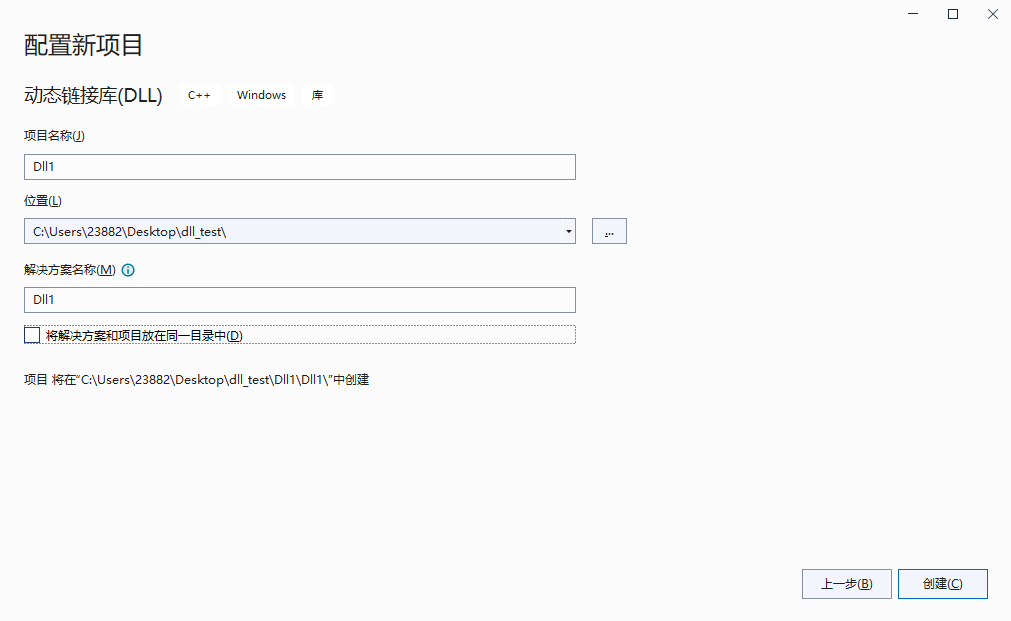 配置新项目
动态链接库(DLL) C++ Windows 库
项目名称(J)
Dll1
位置(L)
C:\Users\23882\Desktop\dll_test\
...
解决方案名称(M)
Dll1
将解决方案和项目放在同一目录中(D)
项目 将在"C:\Users\23882\Desktop\dll_test\Dll1\Dll1\"中创建
上一步(B) 创建(C)